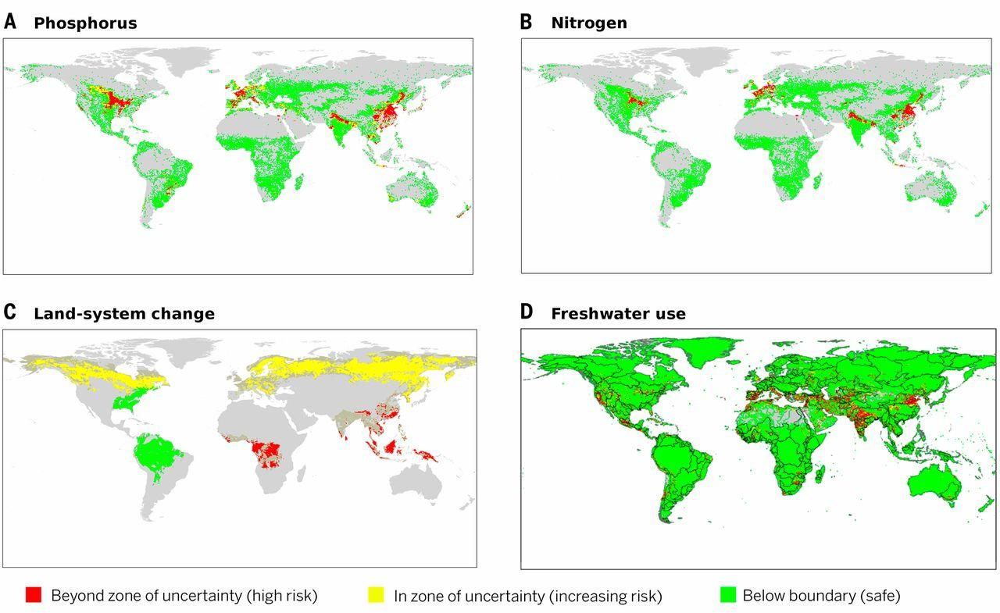 A Phosphorus
B Nitrogen
C Land-system change
D Freshwater use
Beyond zone of uncertainty (high risk)
In zone of uncertainty (increasing risk)
Below boundary (safe)